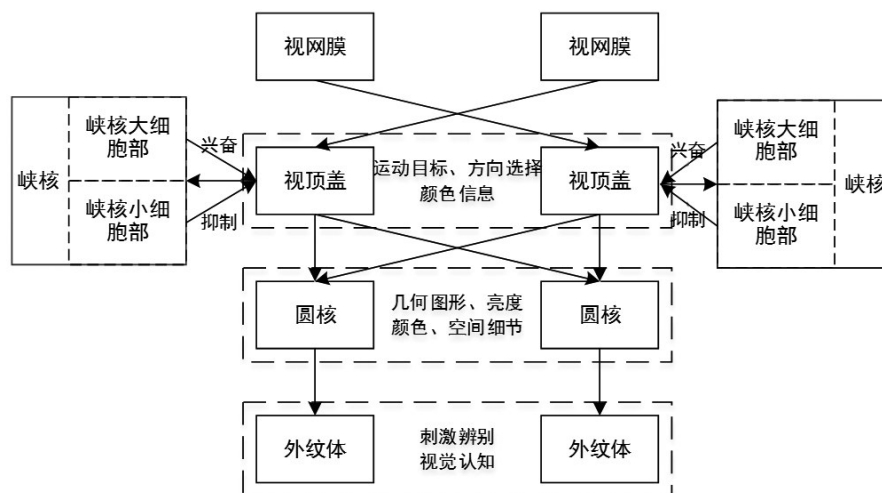 视网膜
视网膜
峡核大细
胞部
兴奋
峡核
峡核小细
胞部
抑制
视顶盖
运动目标、方向选择
颜色信息
视顶盖
兴奋
峡核大细
胞部
抑制
峡核小细
胞部
峡核
圆核
几何图形、亮度
颜色、空间细节
圆核
外纹体
刺激辨别
视觉认知
外纹体